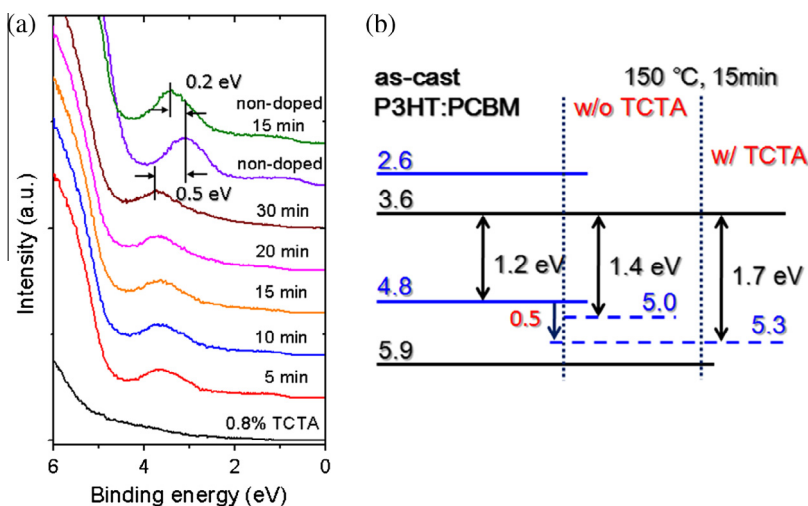 (a)
0.2 eV
non-doped
15 min
non-doped
0.5 eV
30 min
20 min
15 min
10 min
5 min
0.8% TCTA
Intensity (a.u.)
6 4 2 0
Binding energy (eV)
(b)
as-cast
P3HT:PCBM
150 °C, 15min
w/o TCTA
w/ TCTA
2.6
3.6
1.2 eV
1.4 eV
1.7 eV
4.8
0.5
5.0
5.3
5.9